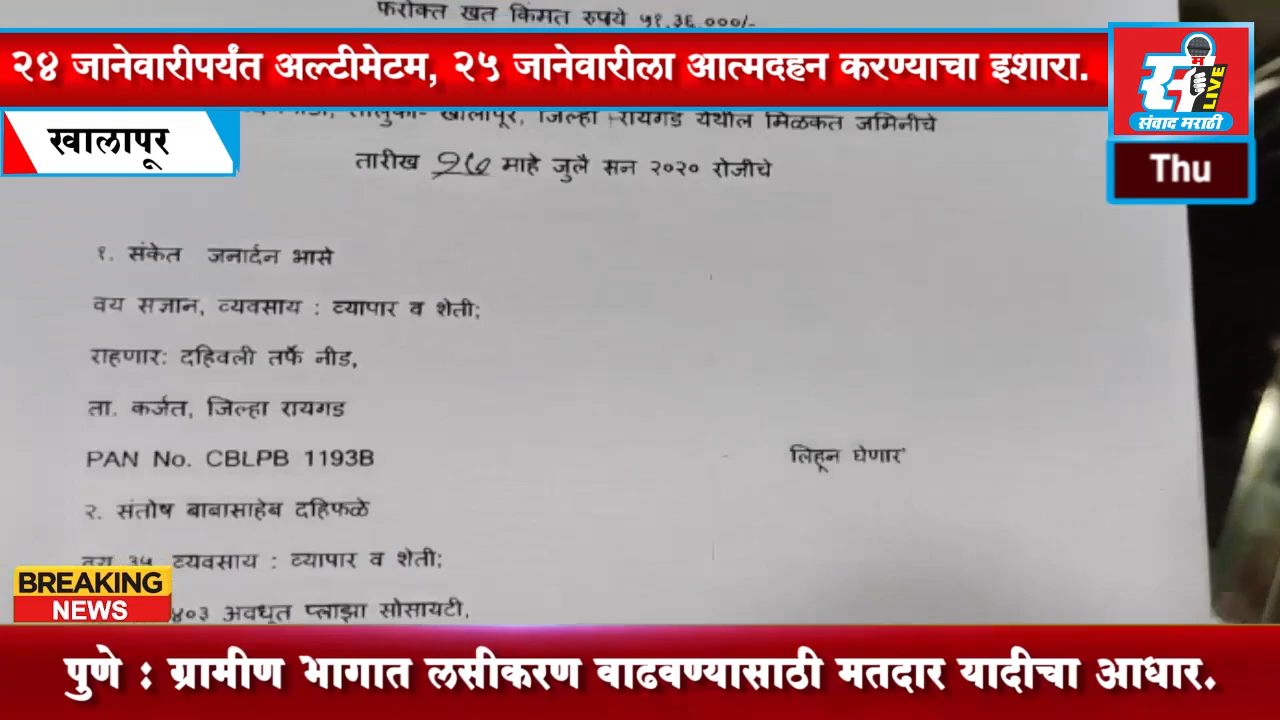 फरोक्त खत किंमत रुपये ५१,३६,०००/-
२४ जानेवारीपर्यंत अल्टीमेटम, २५ जानेवारीला आत्मदहन करण्याचा इशारा.
म LIVE
संवाद मराठी
खालापूर
Thu
तालुका- खालापूर, जिल्हा रायगड येथील मिळकत जमिनीचे
तारीख माहे जुलै सन २०२० रोजीचे
१. संकेत जनार्दन भासे
वय सज्ञान, व्यवसाय : व्यापार व शेती;
राहणार: दहिवली तर्फे नीड,
ता. कर्जत, जिल्हा रायगड
PAN No. CBLPB 1193B
लिहून घेणार
२. संतोष बाबासाहेब दहिफळे
वय ३५ व्यवसाय : व्यापार व शेती;
४०३ अवधूत प्लाझा सोसायटी,
BREAKING
NEWS
पुणे : ग्रामीण भागात लसीकरण वाढवण्यासाठी मतदार यादीचा आधार.